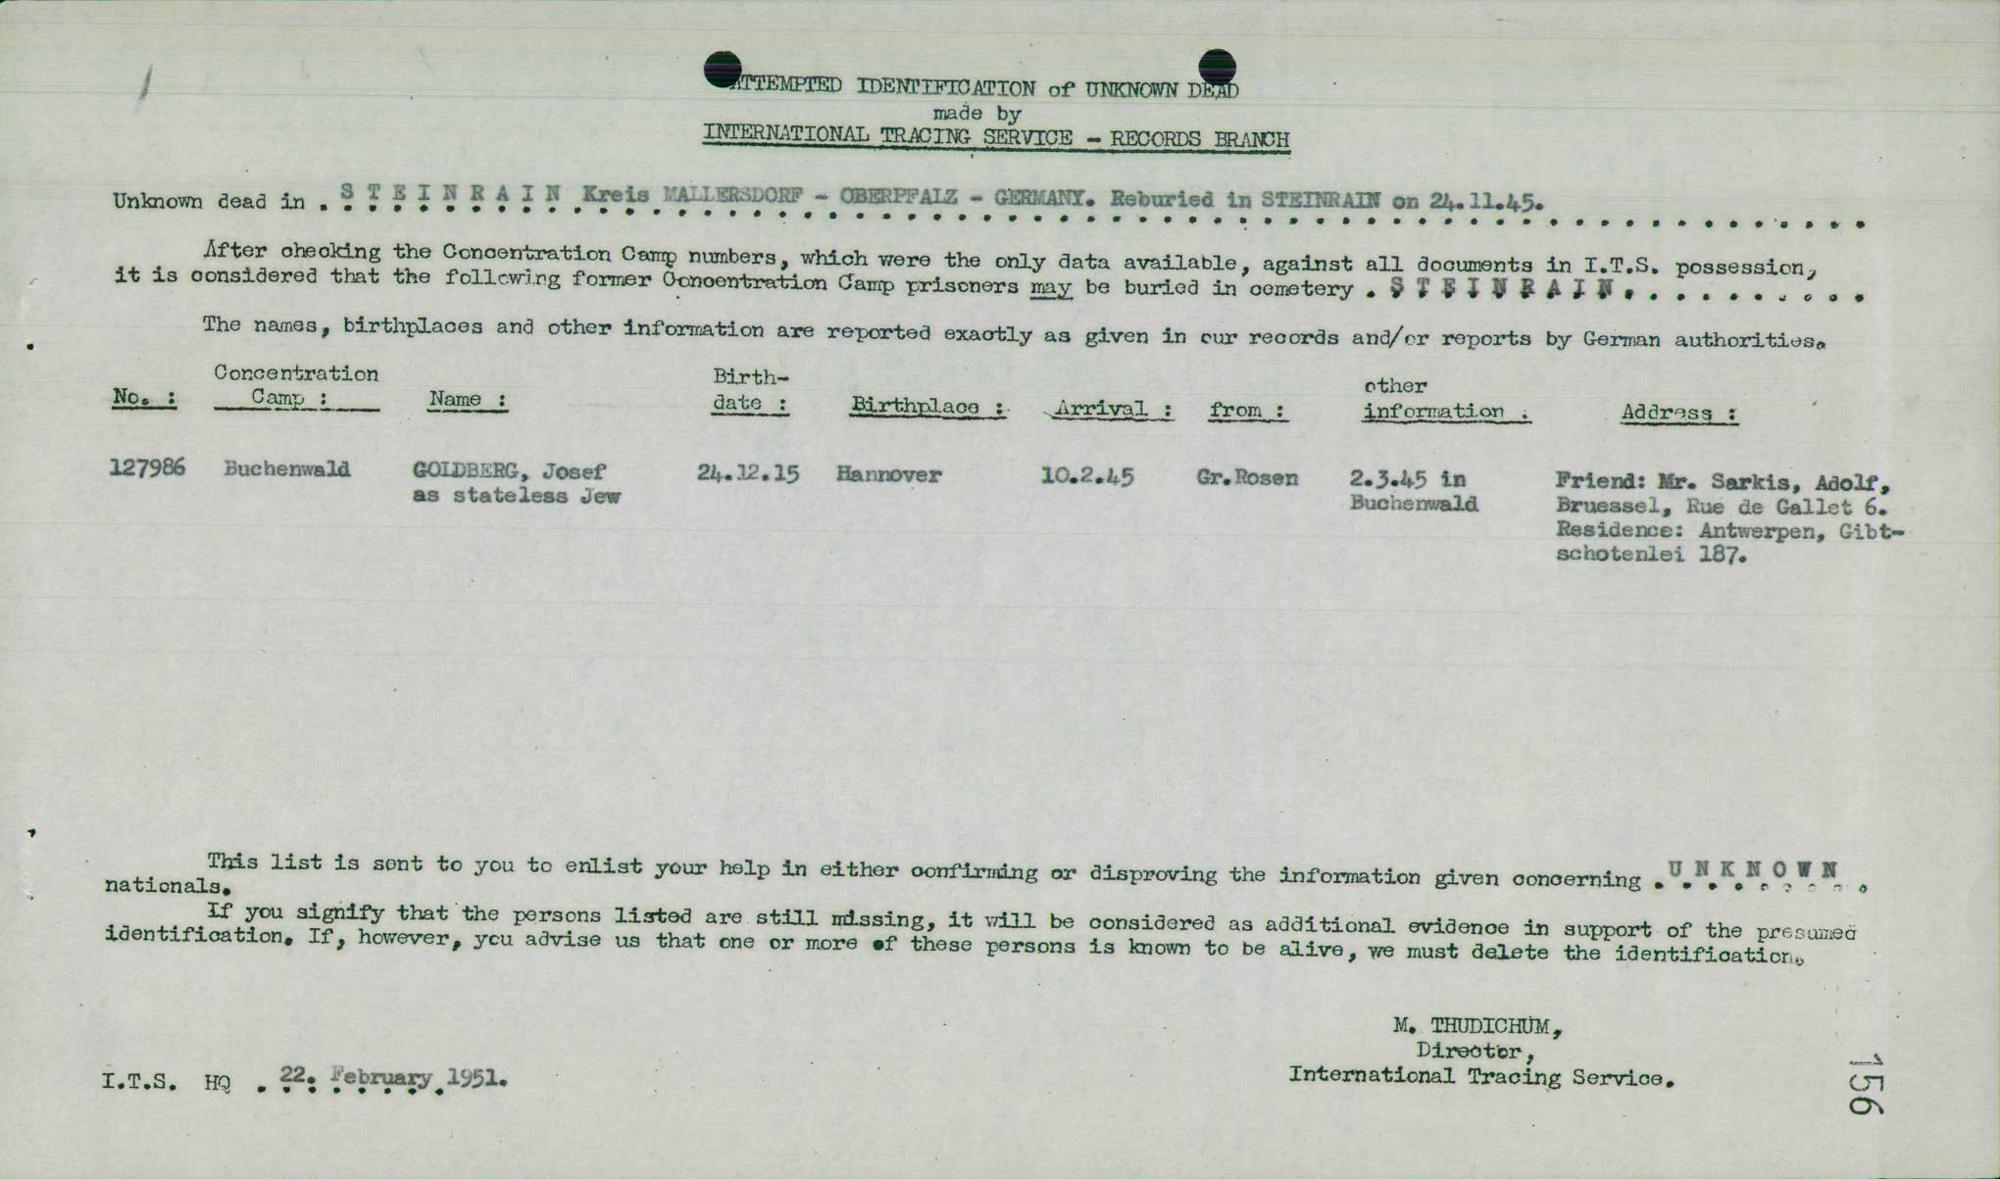 ATTEMPTED IDENTIFICATION of UNKNOWN DEAD
made by
INTERNATIONAL TRACING SERVICE - RECORDS BRANCH
Unknown dead in . S T E I N R A I N Kreis MALLERSDORF - OBERPFALZ - GERMANY. Reburied in STEINRAIN on 24.11.45.
After checking the Concentration Camp numbers, which were the only data available, against all documents in I.T.S. possession,
it is considered that the following former Concentration Camp prisoners may be buried in cemetery . S T E I N R A I N . . . . . . . . . .
The names, birthplaces and other information are reported exactly as given in our records and/or reports by German authorities.
No. : Concentration Camp : Name : Birth-date : Birthplace : Arrival : from : other information : Address :
127986 Buchenwald GOLDBERG, Josef 24.12.15 Hannover 10.2.45 Gr.Rosen 2.3.45 in Friend: Mr. Sarkis, Adolf,
as stateless Jew Buchenwald Bruessel, Rue de Gallet 6.
Residence: Antwerpen, Gibt-
schotenlei 187.
This list is sent to you to enlist your help in either confirming or disproving the information given concerning . U N K N O W N .
nationals.
If you signify that the persons listed are still missing, it will be considered as additional evidence in support of the presumed
identification. If, however, you advise us that one or more of these persons is known to be alive, we must delete the identification.
M. THUDICHUM,
Director,
International Tracing Service.
I.T.S. HQ . 22. February 1951.
156